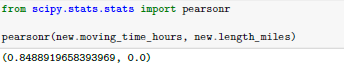 from scipy.stats.stats import pearsonr
pearsonr(new.moving_time_hours, new.length_miles)
(0.8488919658393969, 0.0)